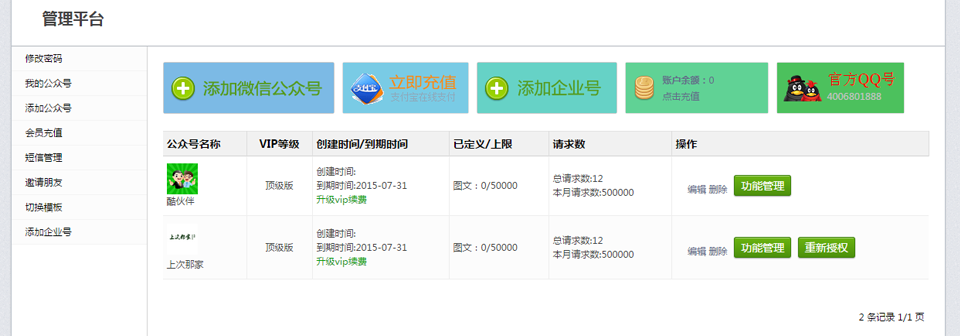 管理平台
修改密码
我的公众号
添加公众号
会员充值
短信管理
邀请朋友
切换模板
添加企业号
添加微信公众号
立即充值
支付宝
支付宝在线支付
添加企业号
账户余额：0
点击充值
官方QQ号
4006801888
公众号名称 VIP等级 创建时间/到期时间 已定义/上限 请求数 操作
酷伙伴
顶级版
创建时间:
到期时间:2015-07-31
升级vip续费
图文：0/50000
总请求数:12
本月请求数:500000
编辑 删除 功能管理
上次那家
顶级版
创建时间:
到期时间:2015-07-31
升级vip续费
图文：0/50000
总请求数:12
本月请求数:500000
编辑 删除 功能管理 重新授权
2 条记录 1/1 页